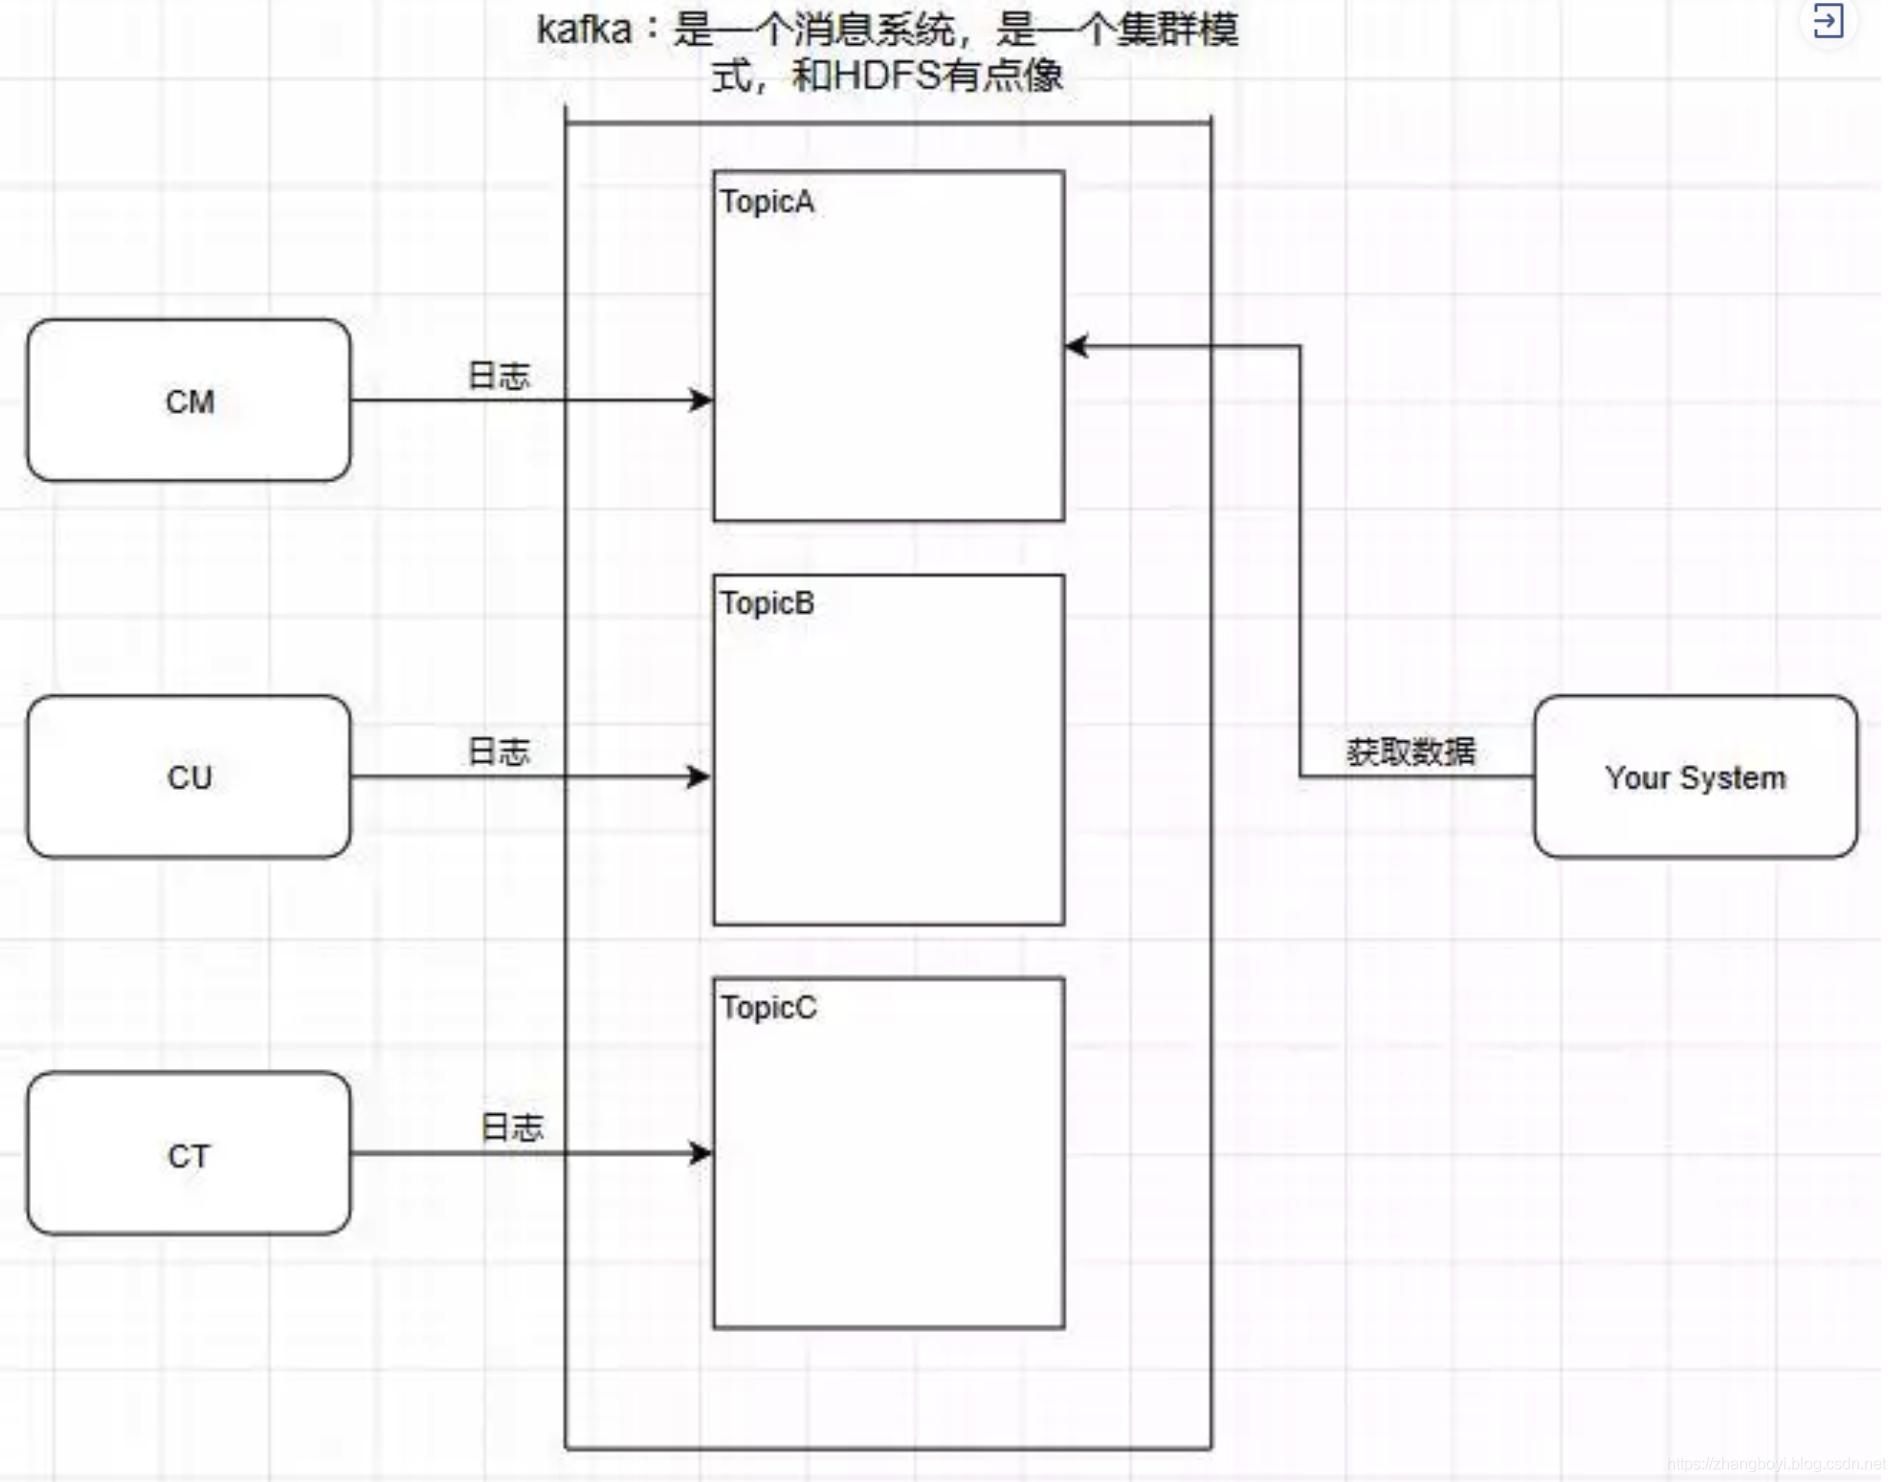 kafka：是一个消息系统，是一个集群模
式，和HDFS有点像
TopicA
日志
CM
TopicB
日志
获取数据
CU
Your System
TopicC
日志
CT
https://zhangboyi.blog.csdn.net